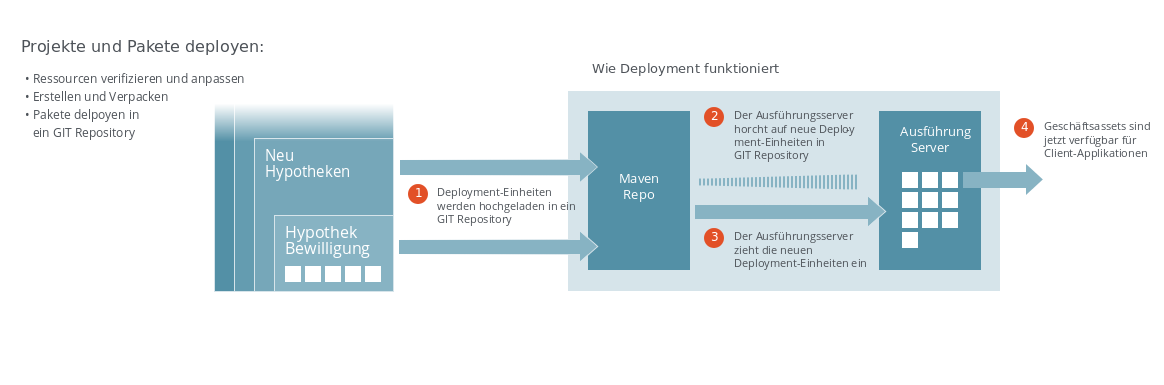 Projekte und Pakete deployen:
• Ressourcen verifizieren und anpassen
• Erstellen und Verpacken
• Pakete delpoyen in
ein GIT Repository
Neu
Hypotheken
Hypothek
Bewilligung
1
Deployment-Einheiten
werden hochgeladen in ein
GIT Repository
Wie Deployment funktioniert
Maven
Repo
2
Der Ausführungsserver
horcht auf neue Deploy
ment-Einheiten in
GIT Repository
3
Der Ausführungsserver
zieht die neuen
Deployment-Einheiten ein
Ausführung
Server
4
Geschäftsassets sind
jetzt verfügbar für
Client-Applikationen